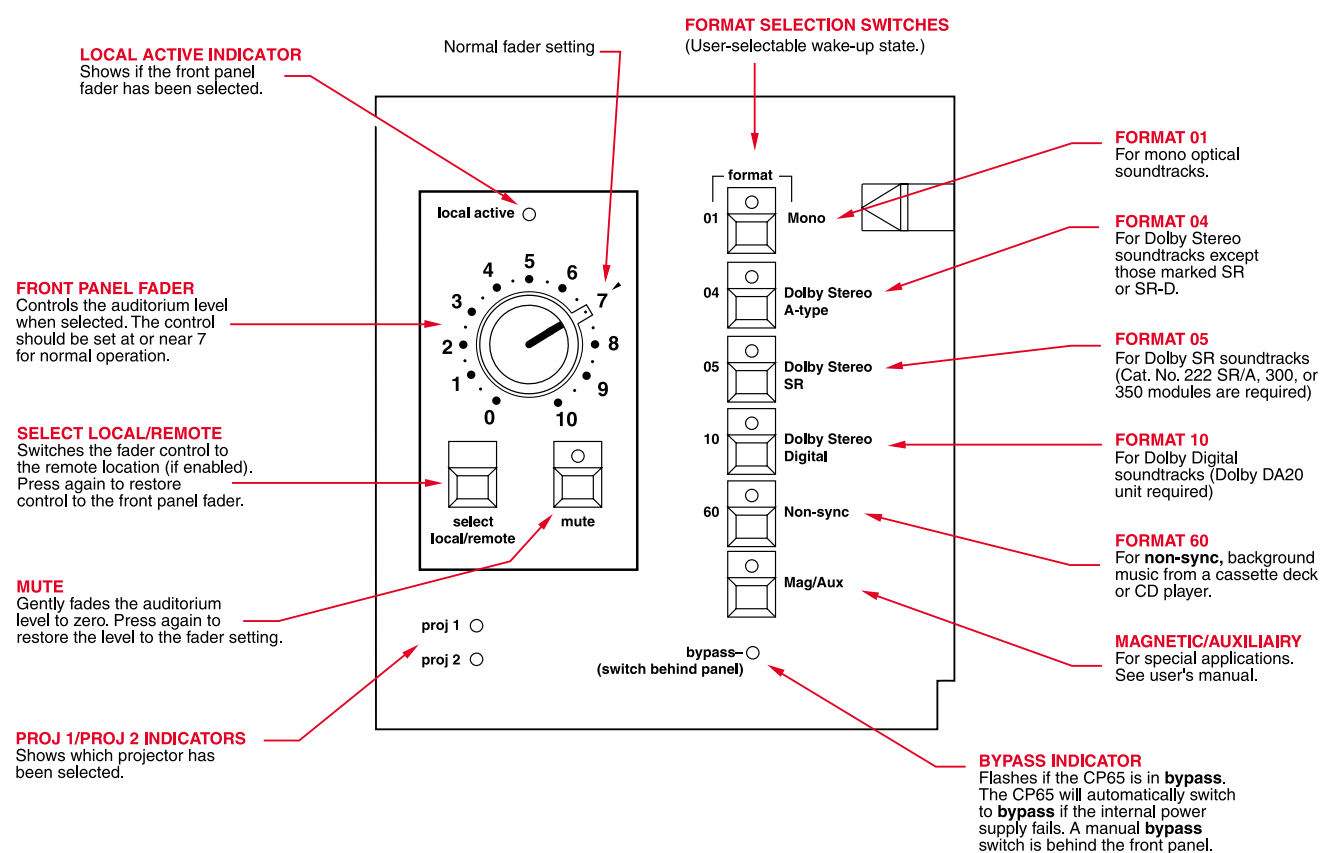 FORMAT SELECTION SWITCHES
(User-selectable wake-up state.)
Normal fader setting
LOCAL ACTIVE INDICATOR
Shows if the front panel
fader has been selected.
FRONT PANEL FADER
Controls the auditorium level
when selected. The control
should be set at or near 7
for normal operation.
SELECT LOCAL/REMOTE
Switches the fader control to
the remote location (if enabled).
Press again to restore
control to the front panel fader.
MUTE
Gently fades the auditorium
level to zero. Press again to
restore the level to the fader setting.
PROJ 1/PROJ 2 INDICATORS
Shows which projector has
been selected.
local active
0
1
2
3
4
5
6
7
8
9
10
select
local/remote
mute
proj 1
proj 2
format
01
Mono
04
Dolby Stereo
A-type
05
Dolby Stereo
SR
10
Dolby Stereo
Digital
60
Non-sync
Mag/Aux
bypass–
(switch behind panel)
FORMAT 01
For mono optical
soundtracks.
FORMAT 04
For Dolby Stereo
soundtracks except
those marked SR
or SR-D.
FORMAT 05
For Dolby SR soundtracks
(Cat. No. 222 SR/A, 300, or
350 modules are required)
FORMAT 10
For Dolby Digital
soundtracks (Dolby DA20
unit required)
FORMAT 60
For non-sync, background
music from a cassette deck
or CD player.
MAGNETIC/AUXILIAIRY
For special applications.
See user's manual.
BYPASS INDICATOR
Flashes if the CP65 is in bypass.
The CP65 will automatically switch
to bypass if the internal power
supply fails. A manual bypass
switch is behind the front panel.